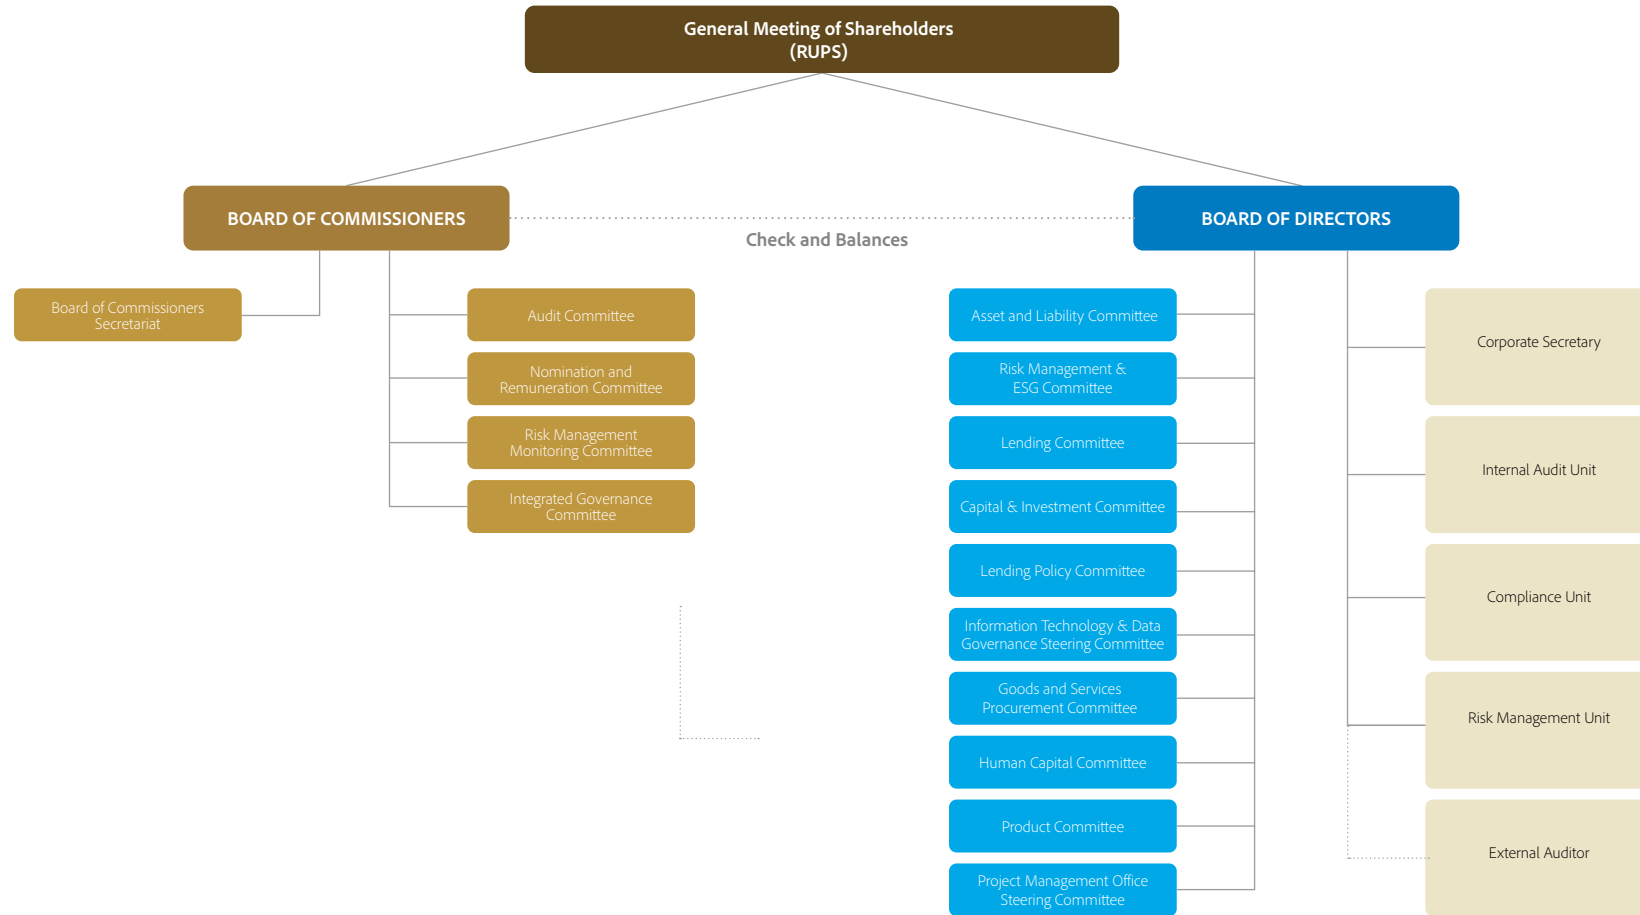 General Meeting of Shareholders
(RUPS)
BOARD OF COMMISSIONERS
BOARD OF DIRECTORS
Check and Balances
Board of Commissioners
Secretariat
Audit Committee
Nomination and
Remuneration Committee
Risk Management
Monitoring Committee
Integrated Governance
Committee
Asset and Liability Committee
Risk Management &
ESG Committee
Lending Committee
Capital & Investment Committee
Lending Policy Committee
Information Technology & Data
Governance Steering Committee
Goods and Services
Procurement Committee
Human Capital Committee
Product Committee
Project Management Office
Steering Committee
Corporate Secretary
Internal Audit Unit
Compliance Unit
Risk Management Unit
External Auditor